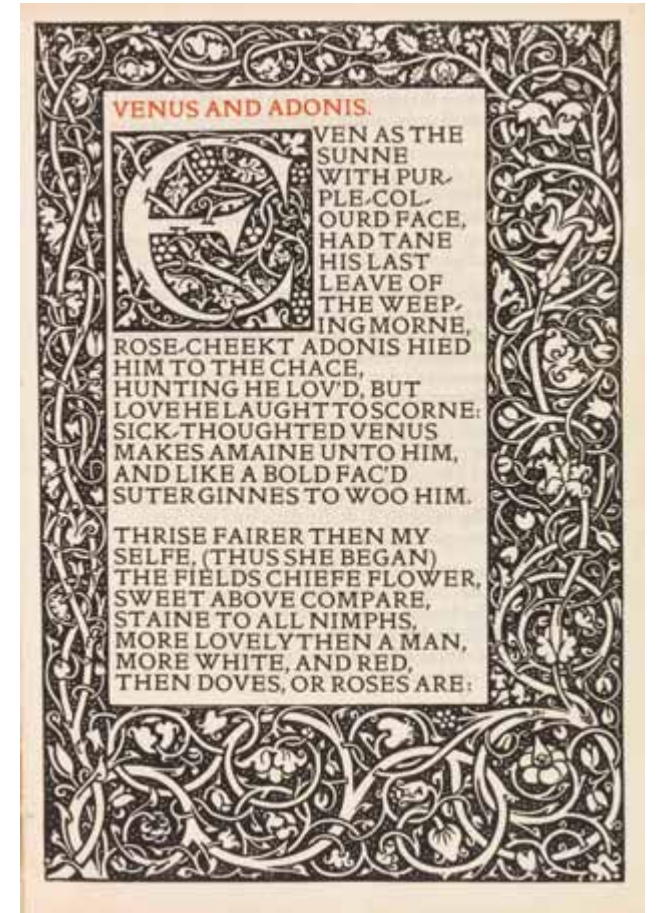 VENUS AND ADONIS.
EVEN AS THE
SUNNE
WITH PUR-
PLE-COL-
OURD FACE,
HAD TANE
HIS LAST
LEAVE OF
THE WEEP-
ING MORNE,
ROSE-CHEEKT ADONIS HIED
HIM TO THE CHACE,
HUNTING HE LOV'D, BUT
LOVE HE LAUGHT TO SCORNE:
SICK-THOUGHTED VENUS
MAKES AMAINE UNTO HIM,
AND LIKE A BOLD FAC'D
SUTER GINNES TO WOO HIM.
THRISE FAIRER THEN MY
SELFE, (THUS SHE BEGAN)
THE FIELDS CHIEFE FLOWER,
SWEET ABOVE COMPARE,
STAINE TO ALL NIMPHS,
MORE LOVELY THEN A MAN,
MORE WHITE, AND RED,
THEN DOVES, OR ROSES ARE: